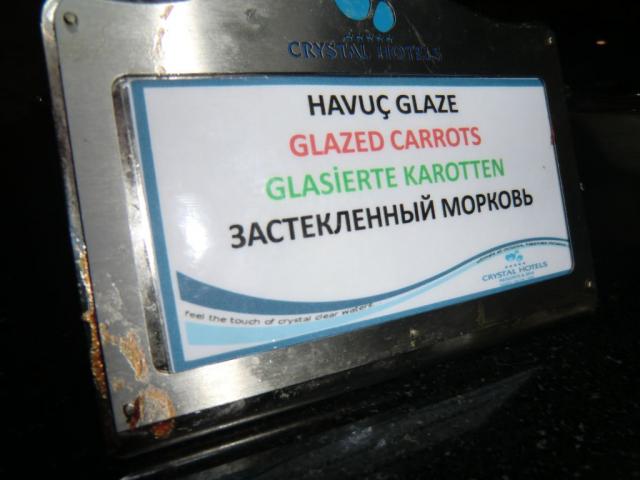 CRYSTAL HOTELS
HAVUÇ GLAZE
GLAZED CARROTS
GLASİERTE KAROTTEN
ЗАСТЕКЛЕННЫЙ МОРКОВЬ
feel the touch of crystal clear waters
CRYSTAL HOTELS